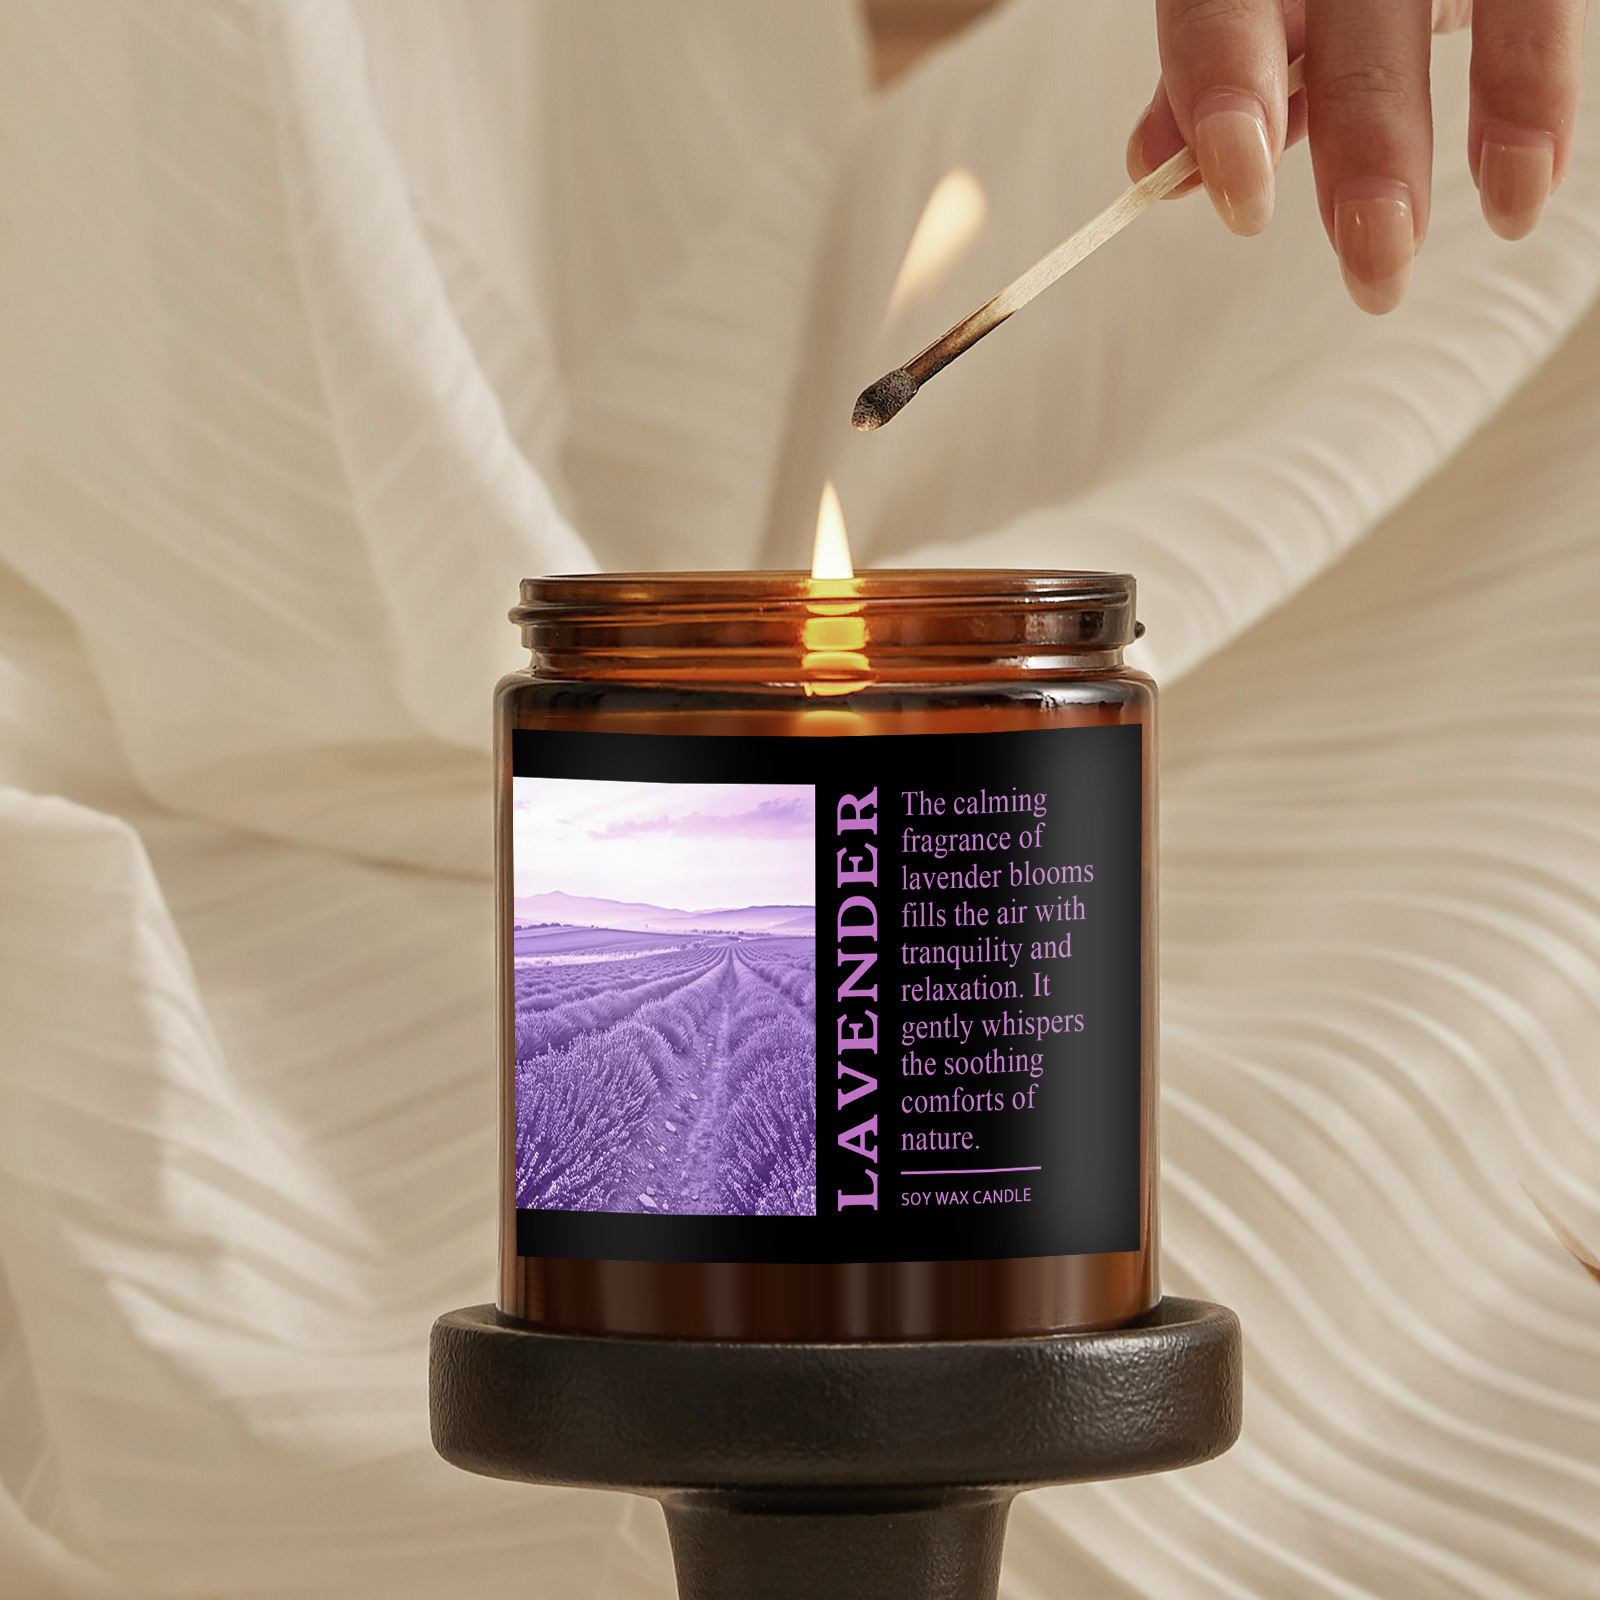 LAVENDER
The calming
fragrance of
lavender blooms
fills the air with
tranquility and
relaxation. It
gently whispers
the soothing
comforts of
nature.
SOY WAX CANDLE